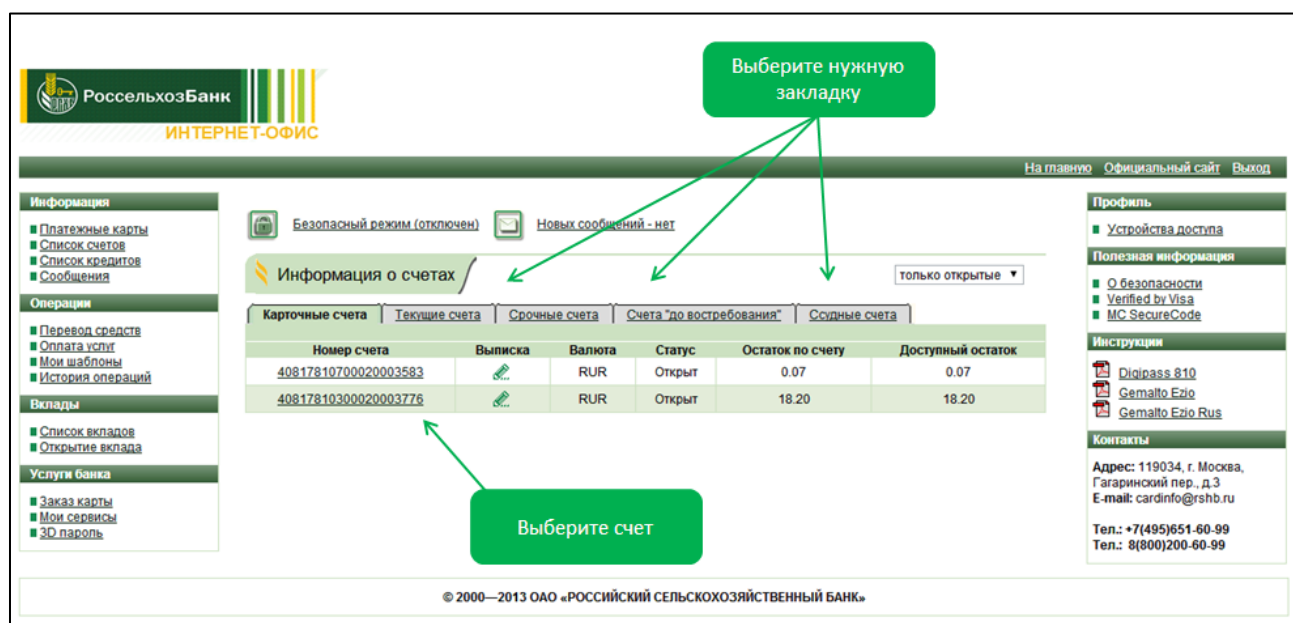 Выберите нужную
закладку
РоссельхозБанк
ИНТЕРНЕТ-ОФИС
На главную Официальный сайт Выход
Информация
Платежные карты
Список счетов
Список кредитов
Сообщения
Операции
Перевод средств
Оплата услуг
Мои шаблоны
История операций
Вклады
Список вкладов
Открытие вклада
Услуги банка
Заказ карты
Мои сервисы
3D пароль
Безопасный режим (отключен) Новых сообщений - нет
Информация о счетах только открытые
Карточные счета Текущие счета Срочные счета Счета "до востребования" Ссудные счета
Номер счета Выписка Валюта Статус Остаток по счету Доступный остаток
40817810700020003583 RUR Открыт 0.07 0.07
40817810300020003776 RUR Открыт 18.20 18.20
Выберите счет
Профиль
Устройства доступа
Полезная информация
О безопасности
Verified by Visa
MC SecureCode
Инструкции
Digipass 810
Gemalto Ezio
Gemalto Ezio Rus
Контакты
Адрес: 119034, г. Москва,
Гагаринский пер., д.3
E-mail: cardinfo@rshb.ru
Тел.: +7(495)651-60-99
Тел.: 8(800)200-60-99
© 2000—2013 ОАО «РОССИЙСКИЙ СЕЛЬСКОХОЗЯЙСТВЕННЫЙ БАНК»